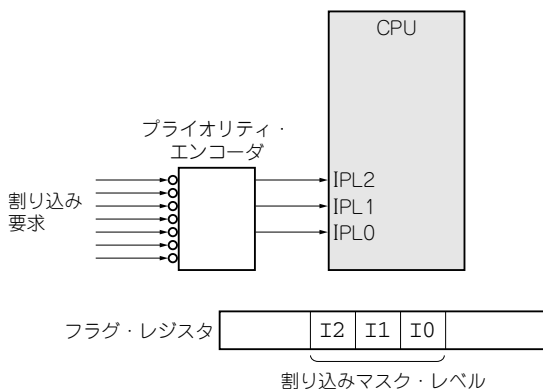 CPU
プライオリティ・
エンコーダ
割り込み
要求
IPL2
IPL1
IPL0
フラグ・レジスタ
I2 I1 I0
割り込みマスク・レベル